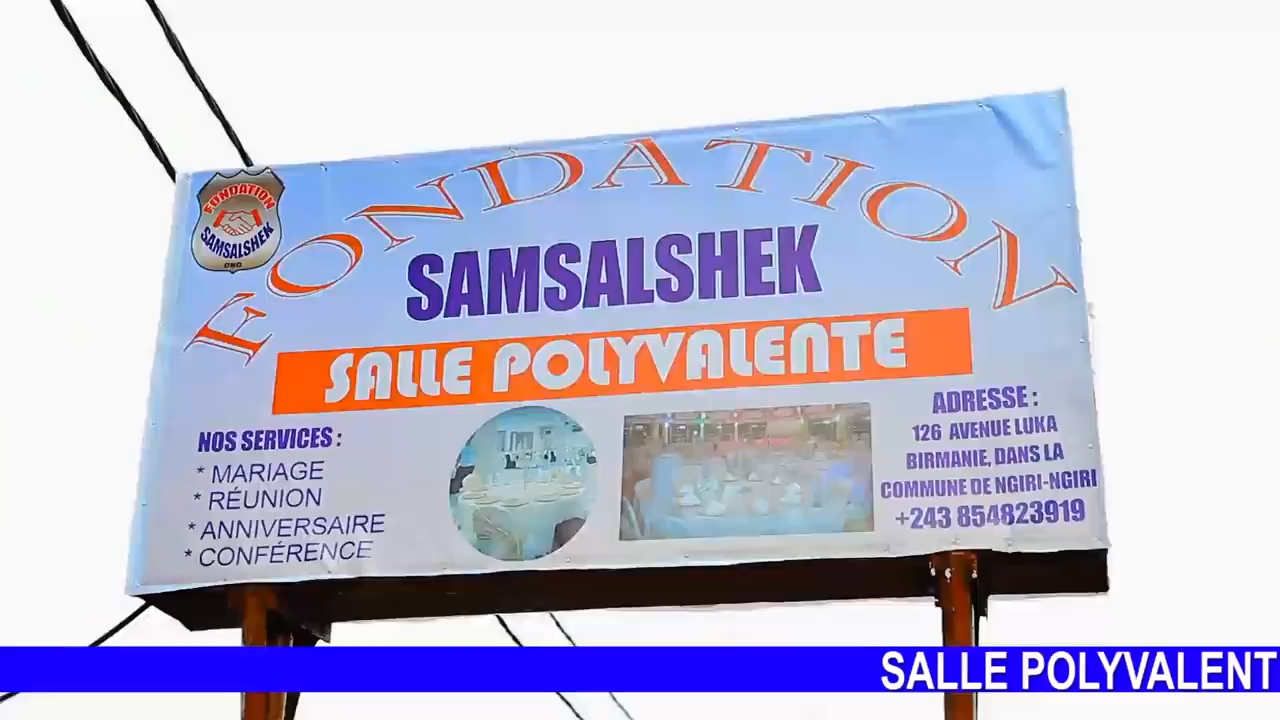 FONDATION
SAMSALSHEK
ONG
FONDATION
SAMSALSHEK
SALLE POLYVALENTE
NOS SERVICES :
* MARIAGE
* RÉUNION
* ANNIVERSAIRE
* CONFÉRENCE
ADRESSE :
126 AVENUE LUKA
BIRMANIE, DANS LA
COMMUNE DE NGIRI-NGIRI
+243 854823919
SALLE POLYVALENT